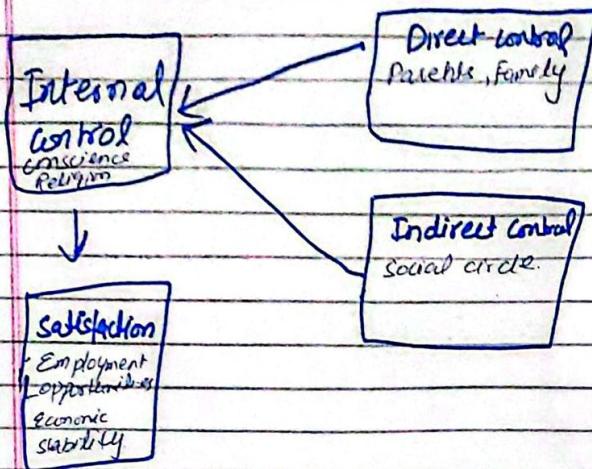 Internal
control
conscience
Religion
Direct control
Parents, Family
Indirect control
social circle.
Satisfaction
- Employment
opportunities
Economic
stability